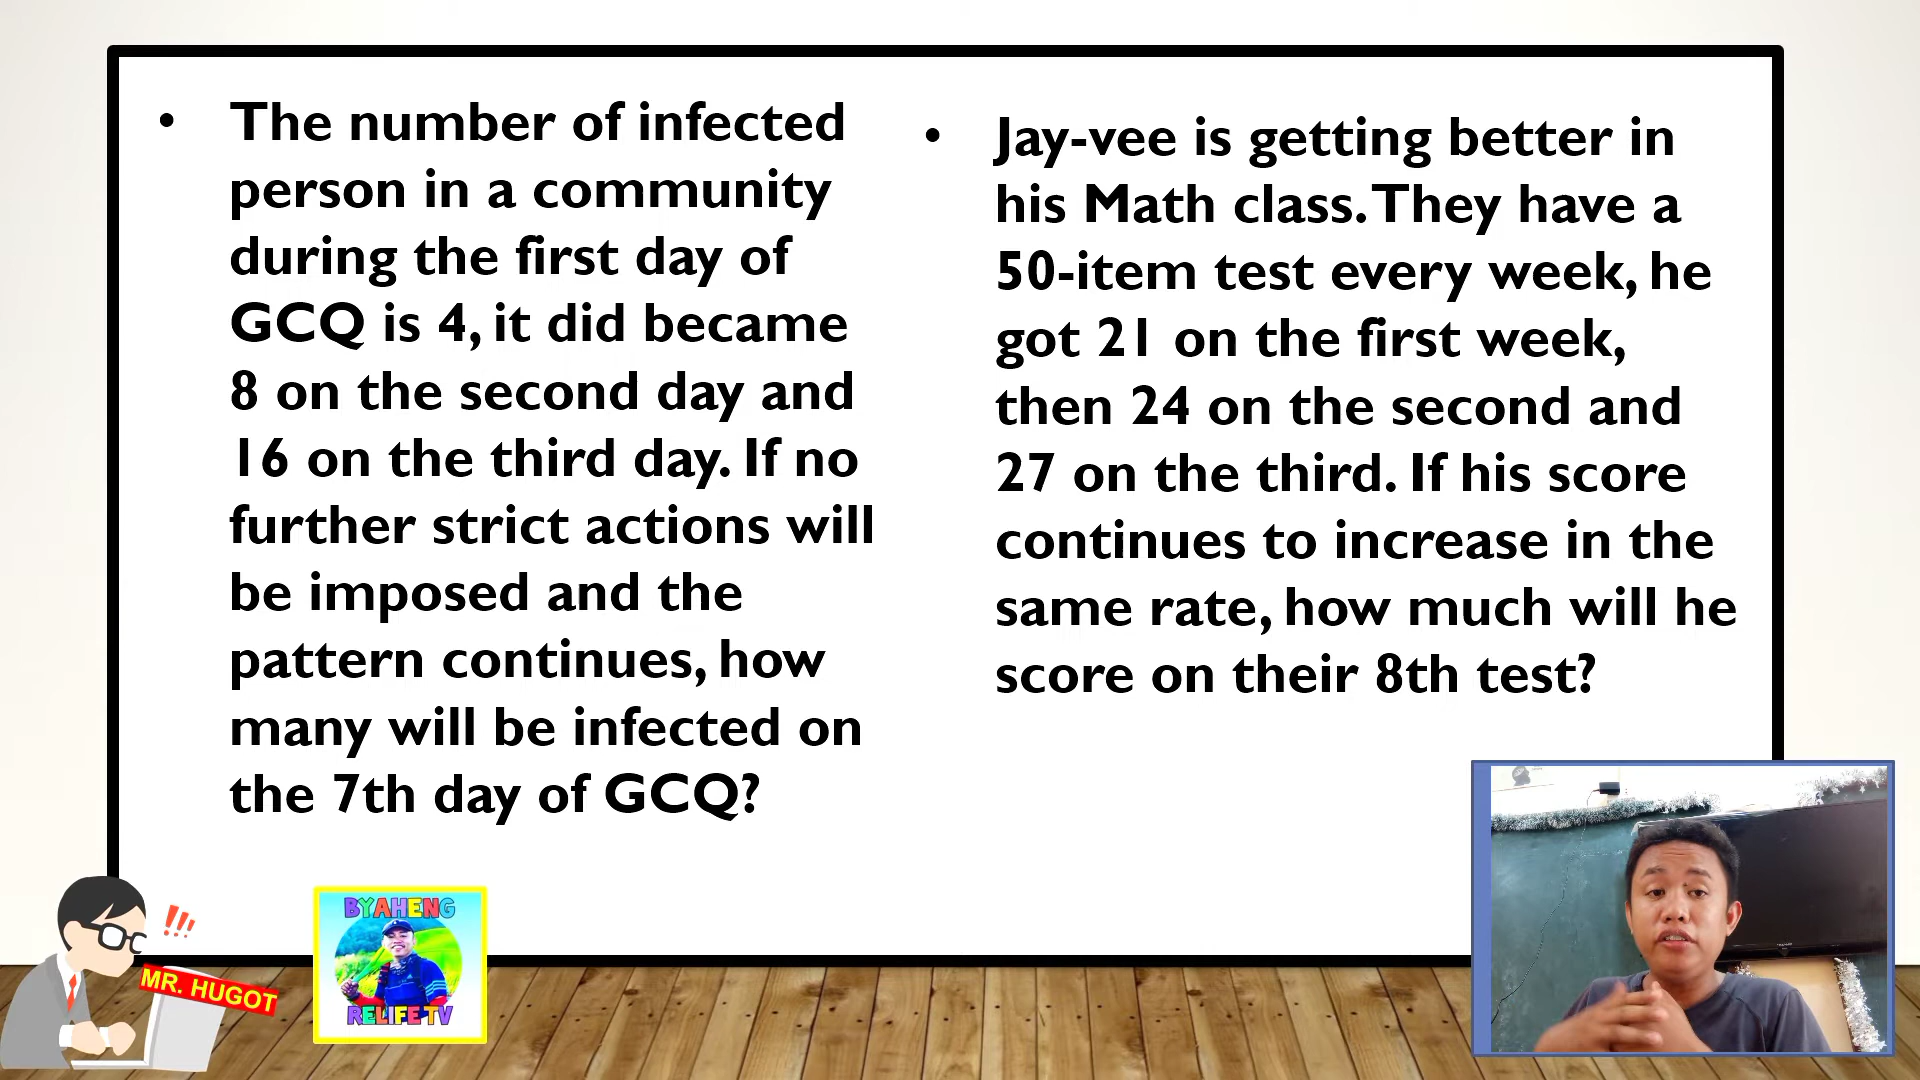 • The number of infected
person in a community
during the first day of
GCQ is 4, it did became
8 on the second day and
16 on the third day. If no
further strict actions will
be imposed and the
pattern continues, how
many will be infected on
the 7th day of GCQ?
• Jay-vee is getting better in
his Math class. They have a
50-item test every week, he
got 21 on the first week,
then 24 on the second and
27 on the third. If his score
continues to increase in the
same rate, how much will he
score on their 8th test?
!!!
MR. HUGOT
BYAHENG
RELIFE TV